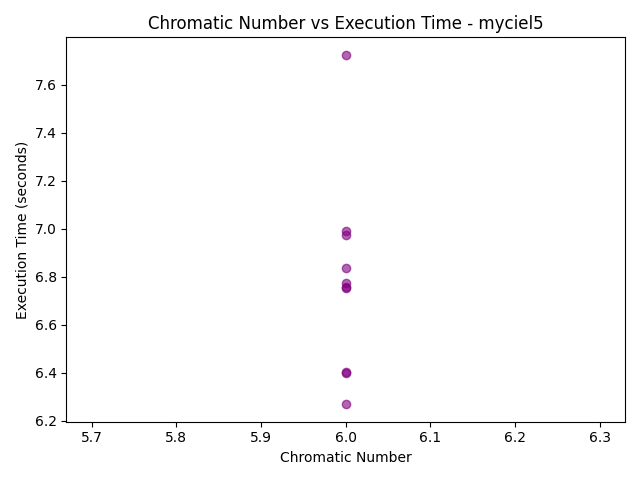 Chromatic Number vs Execution Time - myciel5
Execution Time (seconds)
7.6
7.4
7.2
7.0
6.8
6.6
6.4
6.2
5.7 5.8 5.9 6.0 6.1 6.2 6.3
Chromatic Number